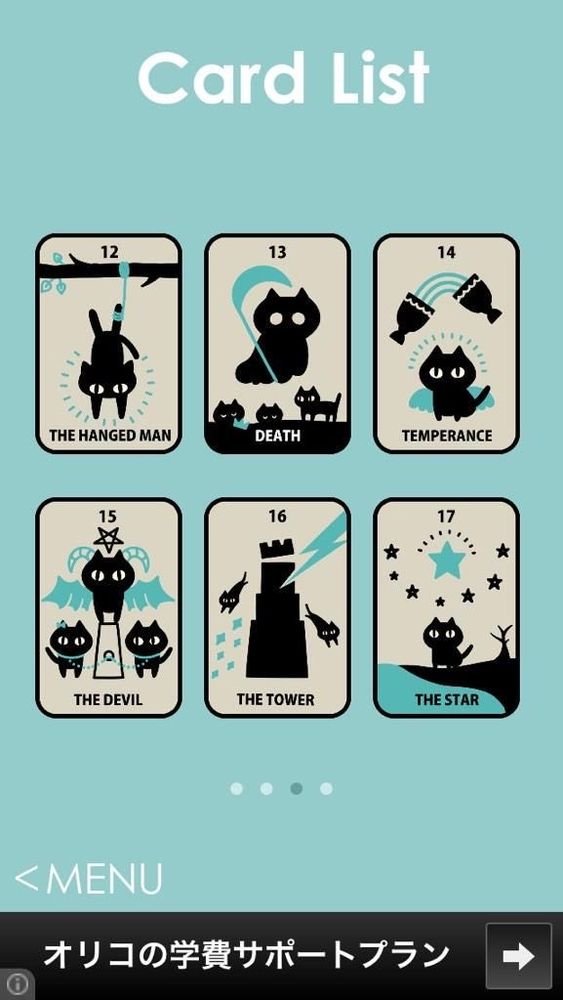 Card List
12
THE HANGED MAN
13
DEATH
14
TEMPERANCE
15
THE DEVIL
16
THE TOWER
17
THE STAR
<MENU
オリコの学費サポートプラン